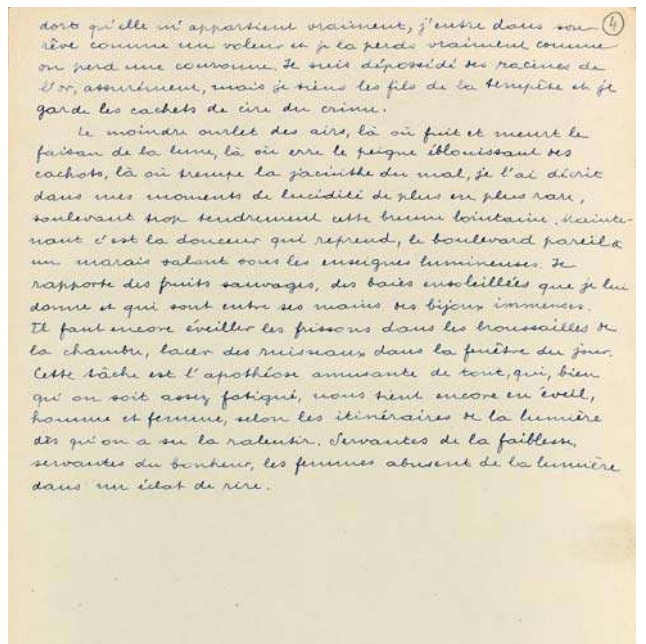 dort qu'elle m'appartient vraiment, j'entre dans son 4
rêve comme un voleur et je la perds vraiment comme
on perd une couronne. Je suis dépossédé des racines de
l'or, assurément, mais je tiens les fils de la tempête et je
garde les cachets de cire du crime.
Le moindre ourlet des airs, là où fuit et meurt le
faisan de la lune, là où erre le peigne éblouissant des
cachots, là où trempe la jacinthe du mal, je l'ai décrit
dans mes moments de lucidité de plus en plus rare,
soulevant trop tendrement cette brume lointaine. Mainte-
nant c'est la douceur qui reprend, le boulevard pareil à
un marais salant sous les enseignes lumineuses. Je
rapporte des fruits sauvages, des baies ensoleillées que je lui
donne et qui sont entre ses mains des bijoux immenses.
Il faut encore éveiller les frissons dans les broussailles de
la chambre, lacer des ruisseaux dans la fenêtre du jour.
Cette tâche est l'apothéose amusante de tout, qui, bien
qu'on soit assez fatigué, nous tient encore en éveil,
homme et femme, selon les itinéraires de la lumière
dès qu'on a su la ralentir. Servantes de la faiblesse,
servantes du bonheur, les femmes abusent de la lumière
dans un éclat de rire.